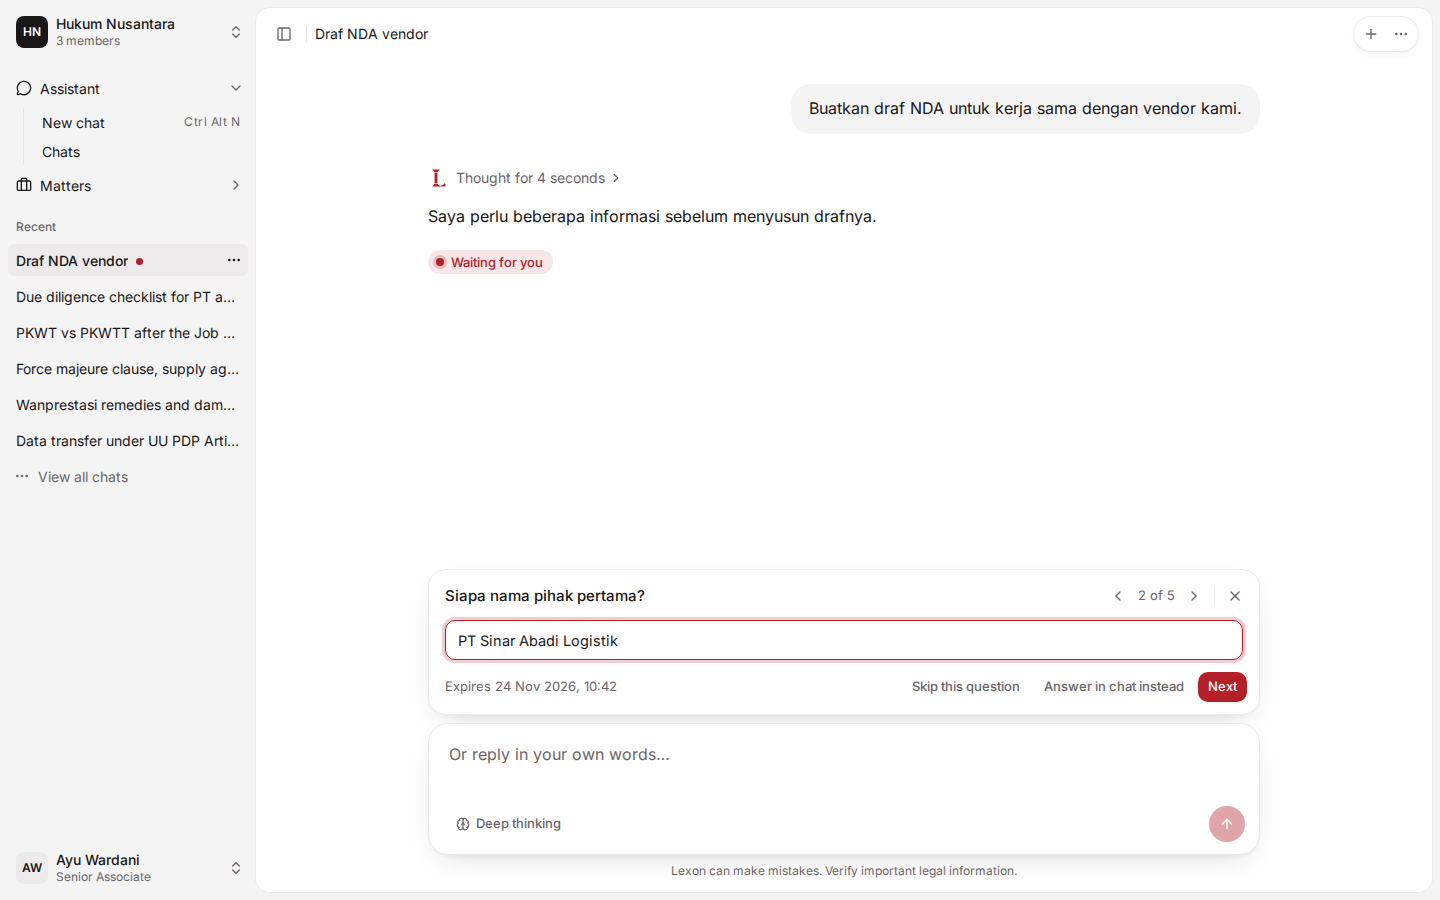 HN
Hukum Nusantara
3 members
Assistant
New chat Ctrl Alt N
Chats
Matters
Recent
Draf NDA vendor
Due diligence checklist for PT a...
PKWT vs PKWTT after the Job ...
Force majeure clause, supply ag...
Wanprestasi remedies and dam...
Data transfer under UU PDP Arti...
View all chats
AW
Ayu Wardani
Senior Associate
Draf NDA vendor
Buatkan draf NDA untuk kerja sama dengan vendor kami.
L Thought for 4 seconds
Saya perlu beberapa informasi sebelum menyusun drafnya.
Waiting for you
Siapa nama pihak pertama? 2 of 5
PT Sinar Abadi Logistik
Expires 24 Nov 2026, 10:42 Skip this question Answer in chat instead Next
Or reply in your own words...
Deep thinking
Lexon can make mistakes. Verify important legal information.